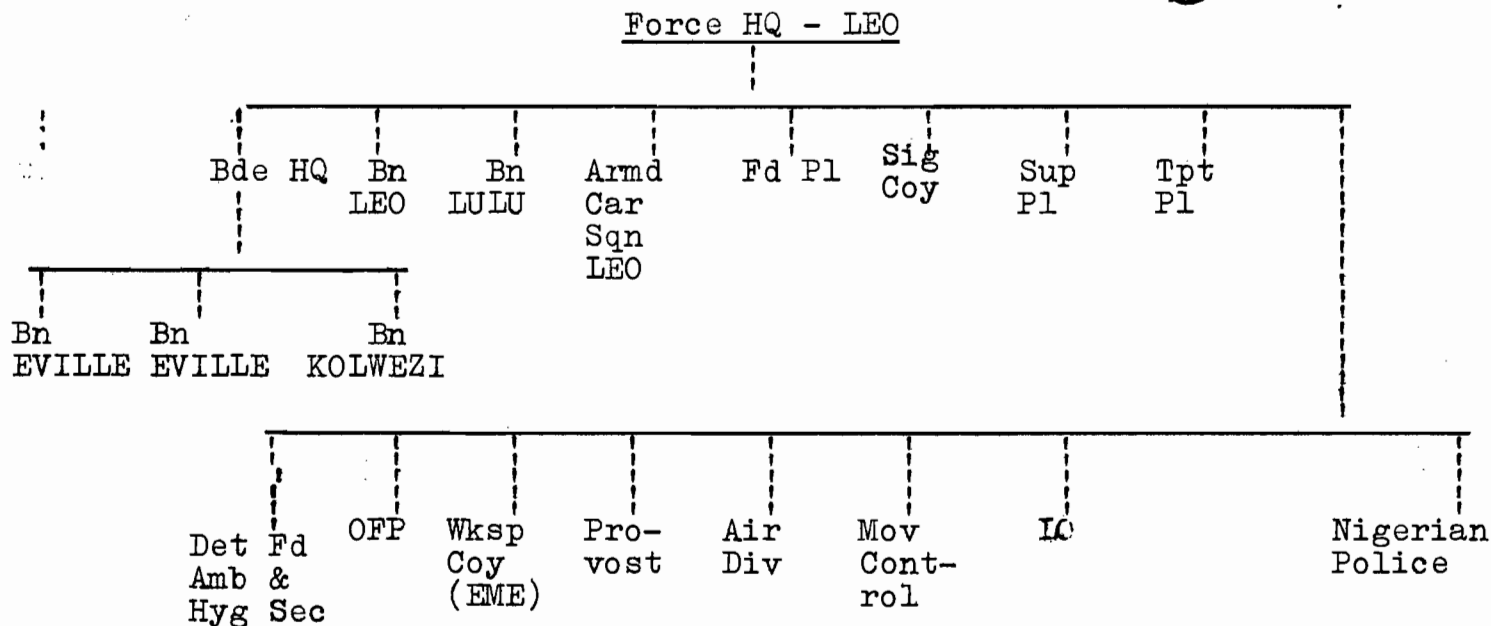 Force HQ - LEO
Bde HQ
Bn
LEO
Bn
LULU
Armd
Car
Sqn
LEO
Fd Pl
Sig
Coy
Sup
Pl
Tpt
Pl
Bn
EVILLE
Bn
EVILLE
Bn
KOLWEZI
Det Fd
Amb &
Hyg Sec
OFP
Wksp
Coy
(EME)
Pro-
vost
Air
Div
Mov
Cont-
rol
Nigerian
Police